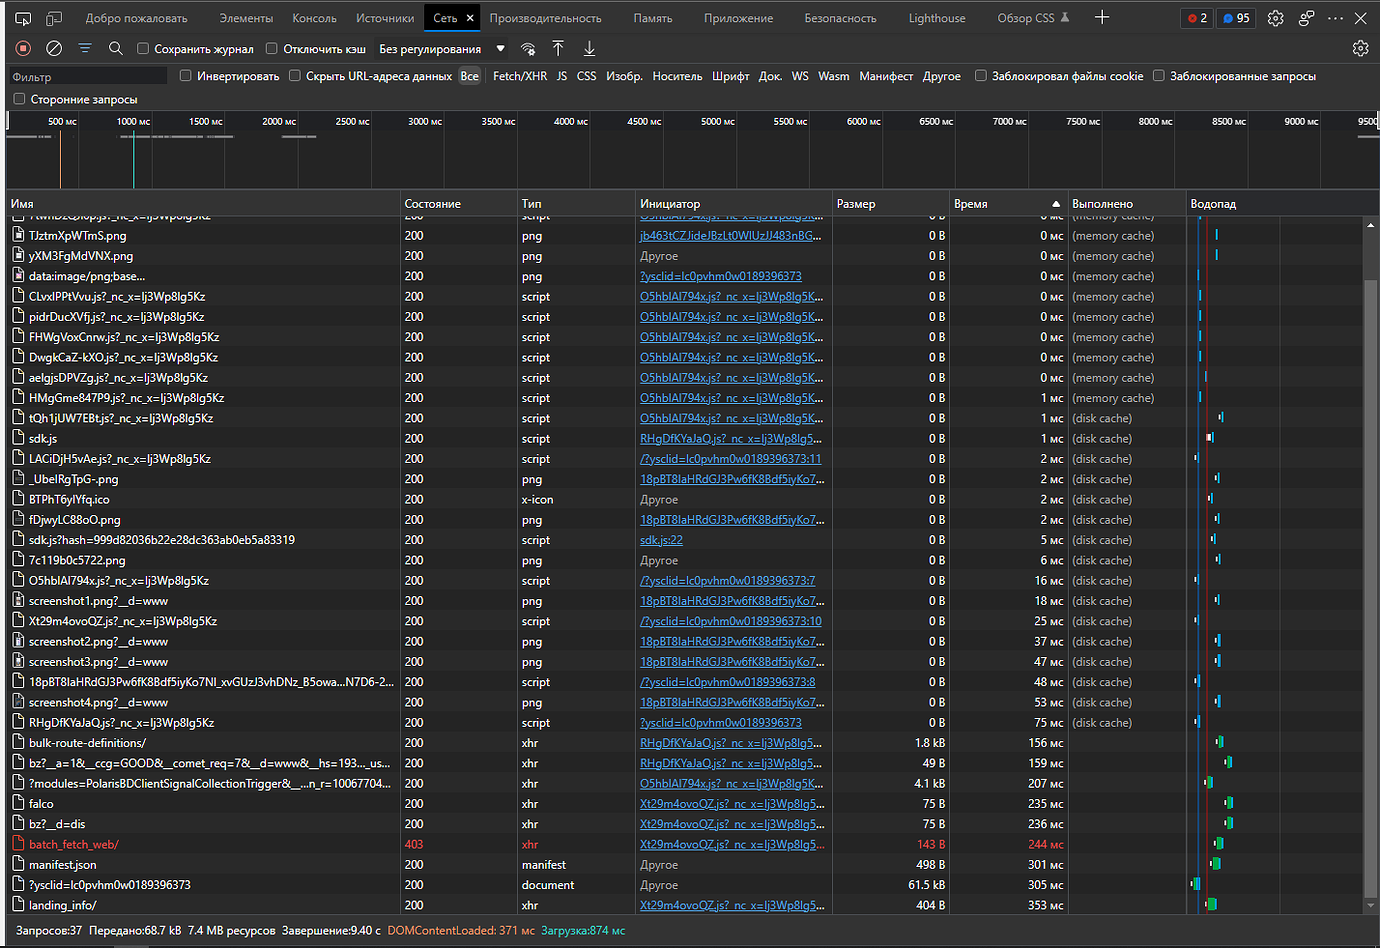 Добро пожаловать Элементы Консоль Источники Сеть Производительность Память Приложение Безопасность Lighthouse Обзор CSS 2 95
Сохранить журнал Отключить кэш Без регулирования
Фильтр Инвертировать Скрыть URL-адреса данных Все Fetch/XHR JS CSS Изобр. Носитель Шрифт Док. WS Wasm Манифест Другое Заблокировал файлы cookie Заблокированные запросы
Сторонние запросы
500 мс 1000 мс 1500 мс 2000 мс 2500 мс 3000 мс 3500 мс 4000 мс 4500 мс 5000 мс 5500 мс 6000 мс 6500 мс 7000 мс 7500 мс 8000 мс 8500 мс 9000 мс 9500
Имя Состояние Тип Инициатор Размер Время Выполнено Водопад
200 script 0 B 0 мс (memory cache)
TJztmXpWTmS.png 200 png jb463tCZJideJBzLt0WIUzJJ483nBG... 0 B 0 мс (memory cache)
yXM3FgMdVNX.png 200 png Другое 0 B 0 мс (memory cache)
data:image/png;base... 200 png ?ysclid=lc0pvhm0w0189396373 0 B 0 мс (memory cache)
CLvxlPPtVvu.js?_nc_x=Ij3Wp8lg5Kz 200 script O5hblAl794x.js?_nc_x=Ij3Wp8lg5K... 0 B 0 мс (memory cache)
pidrDucXVfj.js?_nc_x=Ij3Wp8lg5Kz 200 script O5hblAl794x.js?_nc_x=Ij3Wp8lg5K... 0 B 0 мс (memory cache)
FHWgVoxCnrw.js?_nc_x=Ij3Wp8lg5Kz 200 script O5hblAl794x.js?_nc_x=Ij3Wp8lg5K... 0 B 0 мс (memory cache)
DwgkCaZ-kXO.js?_nc_x=Ij3Wp8lg5Kz 200 script O5hblAl794x.js?_nc_x=Ij3Wp8lg5K... 0 B 0 мс (memory cache)
aelgjsDPVZg.js?_nc_x=Ij3Wp8lg5Kz 200 script O5hblAl794x.js?_nc_x=Ij3Wp8lg5K... 0 B 0 мс (memory cache)
HMgGme847P9.js?_nc_x=Ij3Wp8lg5Kz 200 script O5hblAl794x.js?_nc_x=Ij3Wp8lg5K... 0 B 1 мс (memory cache)
tQh1jUW7EBt.js?_nc_x=Ij3Wp8lg5Kz 200 script O5hblAl794x.js?_nc_x=Ij3Wp8lg5K... 0 B 1 мс (disk cache)
sdk.js 200 script RHgDfKYaJaQ.js?_nc_x=Ij3Wp8lg5... 0 B 1 мс (disk cache)
LACiDjH5vAe.js?_nc_x=Ij3Wp8lg5Kz 200 script /?ysclid=lc0pvhm0w0189396373:11 0 B 2 мс (disk cache)
_UbeIRgTpG-.png 200 png 18pBT8laHRdGJ3Pw6fK8Bdf5iyKo7... 0 B 2 мс (disk cache)
BTPhT6yIYfq.ico 200 x-icon Другое 0 B 2 мс (disk cache)
fDjwyLC88oO.png 200 png 18pBT8laHRdGJ3Pw6fK8Bdf5iyKo7... 0 B 2 мс (disk cache)
sdk.js?hash=999d82036b22e28dc363ab0eb5a83319 200 script sdk.js:22 0 B 5 мс (disk cache)
7c119b0c5722.png 200 png Другое 0 B 6 мс (disk cache)
O5hblAl794x.js?_nc_x=Ij3Wp8lg5Kz 200 script /?ysclid=lc0pvhm0w0189396373:7 0 B 16 мс (disk cache)
screenshot1.png?__d=www 200 png 18pBT8laHRdGJ3Pw6fK8Bdf5iyKo7... 0 B 18 мс (disk cache)
Xt29m4ovoQZ.js?_nc_x=Ij3Wp8lg5Kz 200 script /?ysclid=lc0pvhm0w0189396373:10 0 B 25 мс (disk cache)
screenshot2.png?__d=www 200 png 18pBT8laHRdGJ3Pw6fK8Bdf5iyKo7... 0 B 37 мс (disk cache)
screenshot3.png?__d=www 200 png 18pBT8laHRdGJ3Pw6fK8Bdf5iyKo7... 0 B 47 мс (disk cache)
18pBT8laHRdGJ3Pw6fK8Bdf5iyKo7NI_xvGUzJ3vhDNz_B5owa...N7D6-2... 200 script /?ysclid=lc0pvhm0w0189396373:8 0 B 48 мс (disk cache)
screenshot4.png?__d=www 200 png 18pBT8laHRdGJ3Pw6fK8Bdf5iyKo7... 0 B 53 мс (disk cache)
RHgDfKYaJaQ.js?_nc_x=Ij3Wp8lg5Kz 200 script ?ysclid=lc0pvhm0w0189396373 0 B 75 мс (disk cache)
bulk-route-definitions/ 200 xhr RHgDfKYaJaQ.js?_nc_x=Ij3Wp8lg5... 1.8 kB 156 мс
bz?__a=1&__ccg=GOOD&__comet_req=7&__d=www&__hs=193..._us... 200 xhr RHgDfKYaJaQ.js?_nc_x=Ij3Wp8lg5... 49 B 159 мс
?modules=PolarisBDClientSignalCollectionTrigger&__...n_r=10067704... 200 xhr O5hblAl794x.js?_nc_x=Ij3Wp8lg5K... 4.1 kB 207 мс
falco 200 xhr Xt29m4ovoQZ.js?_nc_x=Ij3Wp8lg5... 75 B 235 мс
bz?__d=dis 200 xhr Xt29m4ovoQZ.js?_nc_x=Ij3Wp8lg5... 75 B 236 мс
batch_fetch_web/ 403 xhr Xt29m4ovoQZ.js?_nc_x=Ij3Wp8lg5... 143 B 244 мс
manifest.json 200 manifest Другое 498 B 301 мс
?ysclid=lc0pvhm0w0189396373 200 document Другое 61.5 kB 305 мс
landing_info/ 200 xhr Xt29m4ovoQZ.js?_nc_x=Ij3Wp8lg5... 404 B 353 мс
Запросов:37 Передано:68.7 kB 7.4 MB ресурсов Завершение:9.40 с DOMContentLoaded: 371 мс Загрузка:874 мс